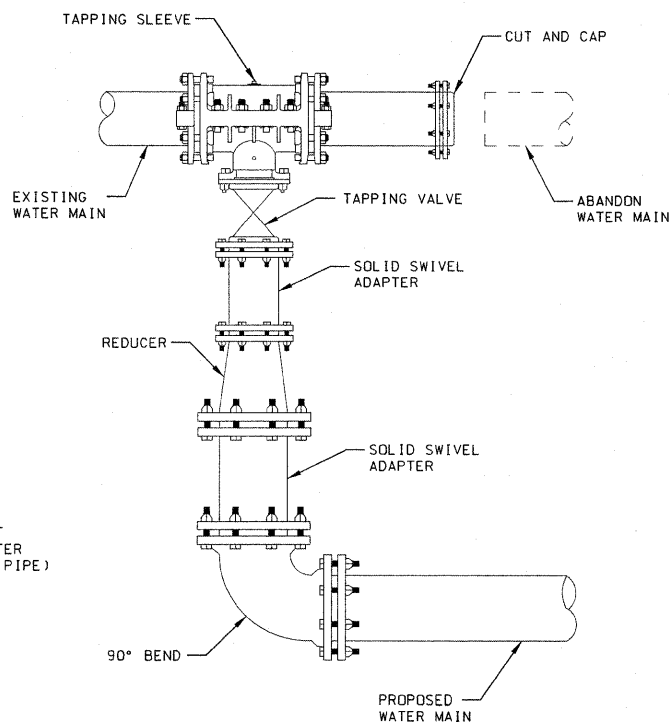 TAPPING SLEEVE
CUT AND CAP
EXISTING
WATER MAIN
ABANDON
WATER MAIN
TAPPING VALVE
SOLID SWIVEL
ADAPTER
REDUCER
SOLID SWIVEL
ADAPTER
PIPE)
90° BEND
PROPOSED
WATER MAIN